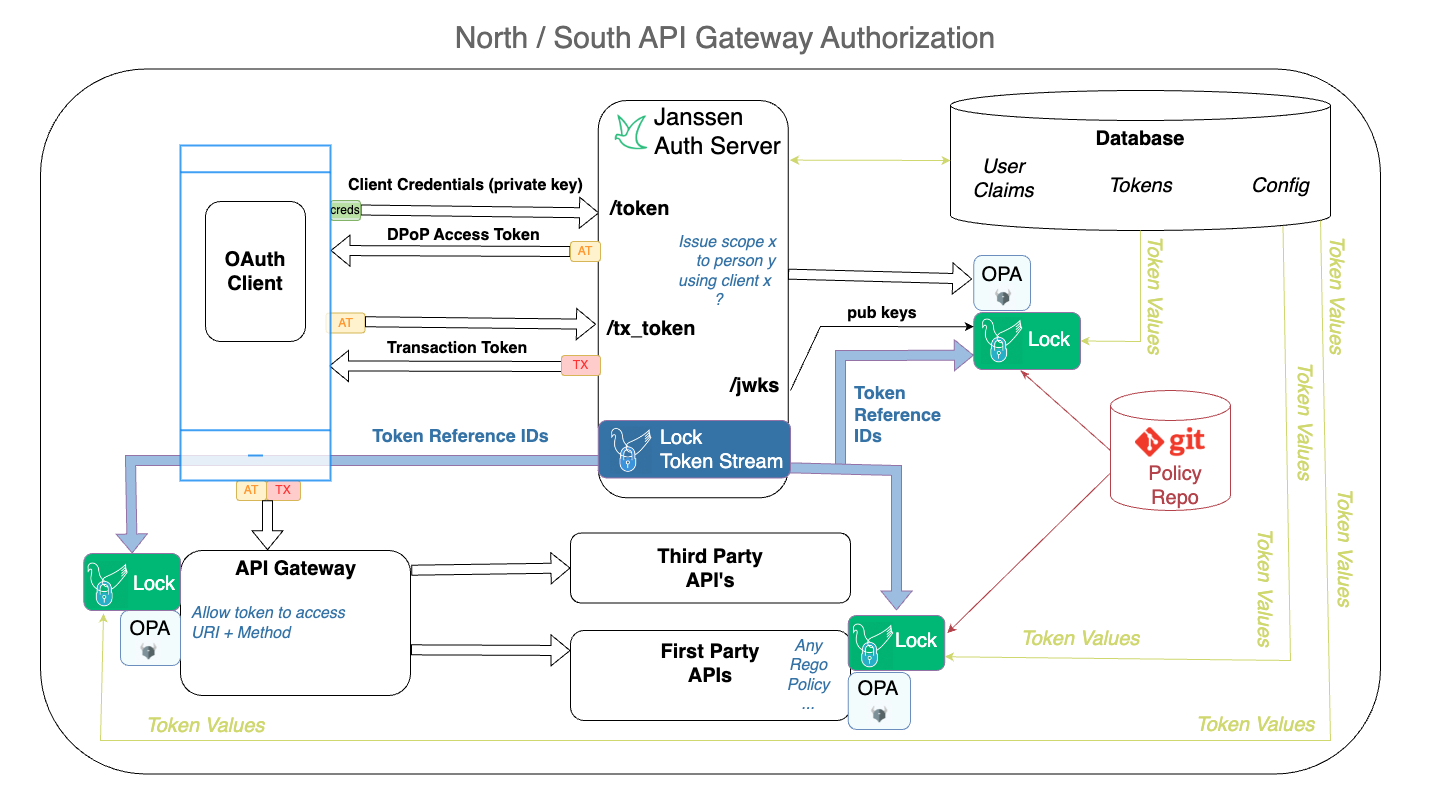 North / South API Gateway Authorization
Janssen
Auth Server
Database
User
Claims
Tokens
Config
Client Credentials (private key)
creds
/token
DPoP Access Token
AT
OAuth
Client
Issue scope x
to person y
using client x
?
OPA
AT
/tx_token
pub keys
Lock
Transaction Token
TX
/jwks
Token
Reference
IDs
Token Values
Token Values
Token Values
git
Policy
Repo
Token Reference IDs
Lock
Token Stream
AT
TX
Token Values
Token Values
Lock
OPA
API Gateway
Allow token to access
URI + Method
Third Party
API's
First Party
APIs
Any
Rego
Policy
...
Lock
OPA
Token Values
Token Values
Token Values